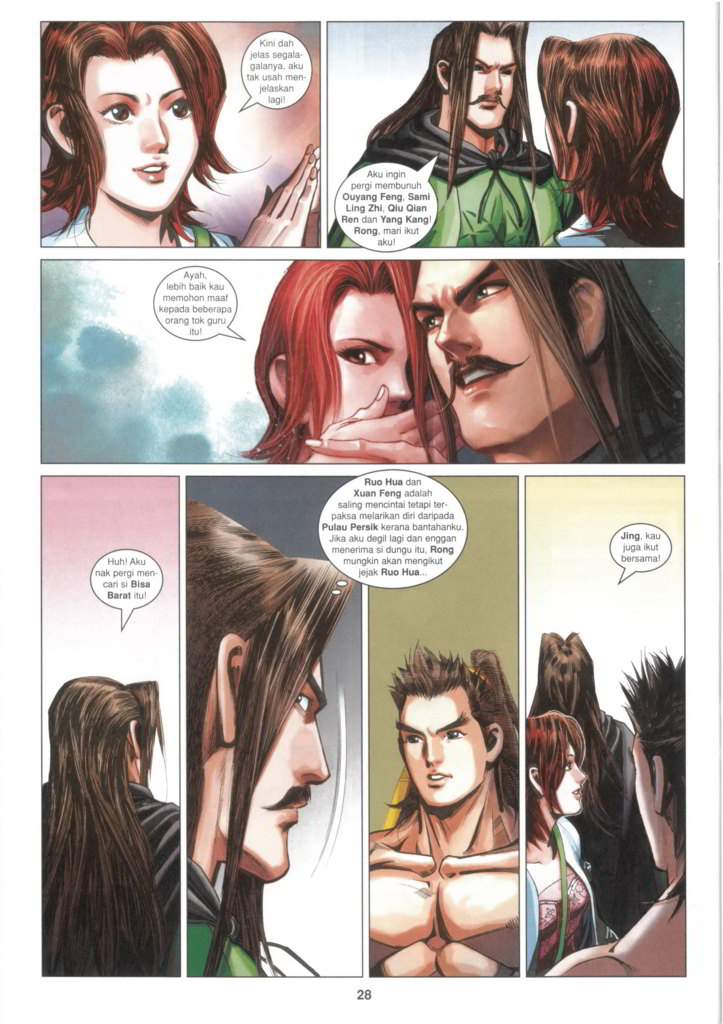 Kini dah
jelas segala-
galanya, aku
tak usah men-
jelaskan
lagi!
Aku ingin
pergi membunuh
Ouyang Feng, Sami
Ling Zhi, Qiu Qian
Ren dan Yang Kang!
Rong, mari ikut
aku!
Ayah,
lebih baik kau
memohon maaf
kepada beberapa
orang tok guru
itu!
Huh! Aku
nak pergi men-
cari si Bisa
Barat itu!
Ruo Hua dan
Xuan Feng adalah
saling mencintai tetapi ter-
paksa melarikan diri daripada
Pulau Persik kerana bantahanku.
Jika aku degil lagi dan enggan
menerima si dungu itu, Rong
mungkin akan mengikut
jejak Ruo Hua...
Jing, kau
juga ikut
bersama!
28